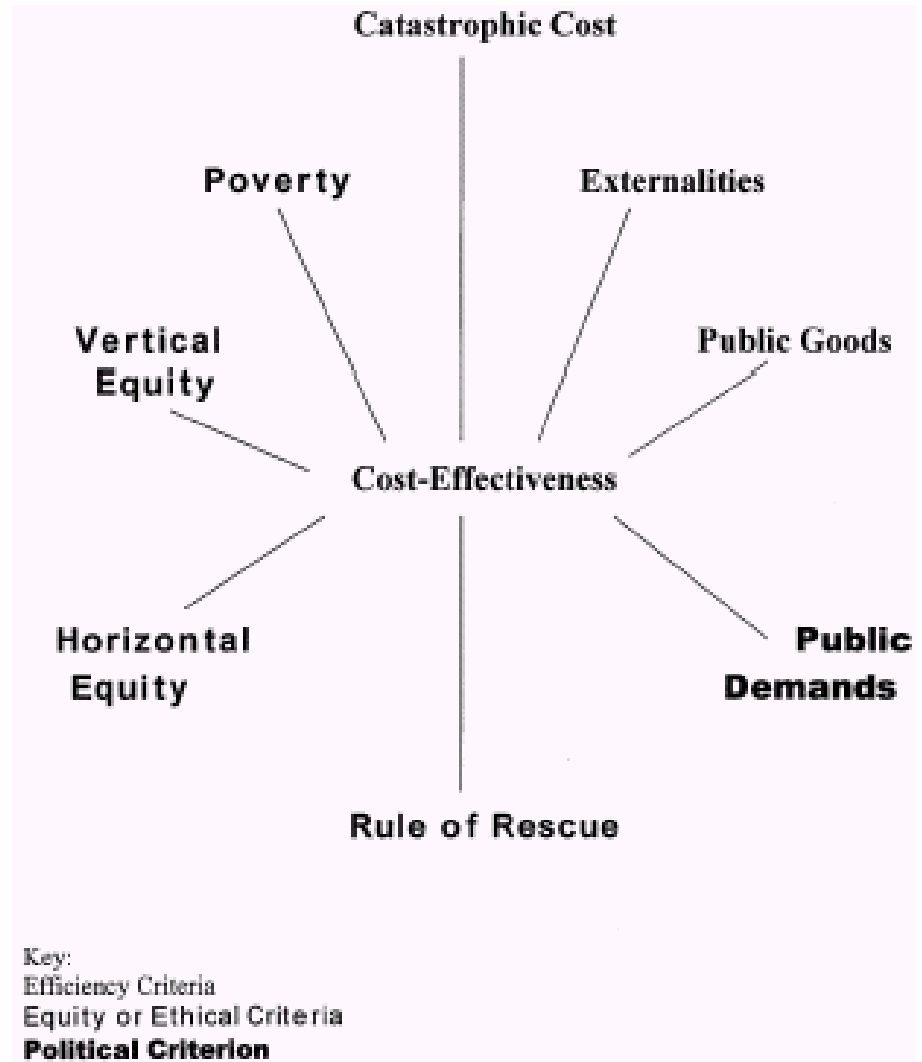 Catastrophic Cost
Poverty
Externalities
Vertical
Equity
Public Goods
Cost-Effectiveness
Horizontal
Equity
Public
Demands
Rule of Rescue
Key:
Efficiency Criteria
Equity or Ethical Criteria
Political Criterion